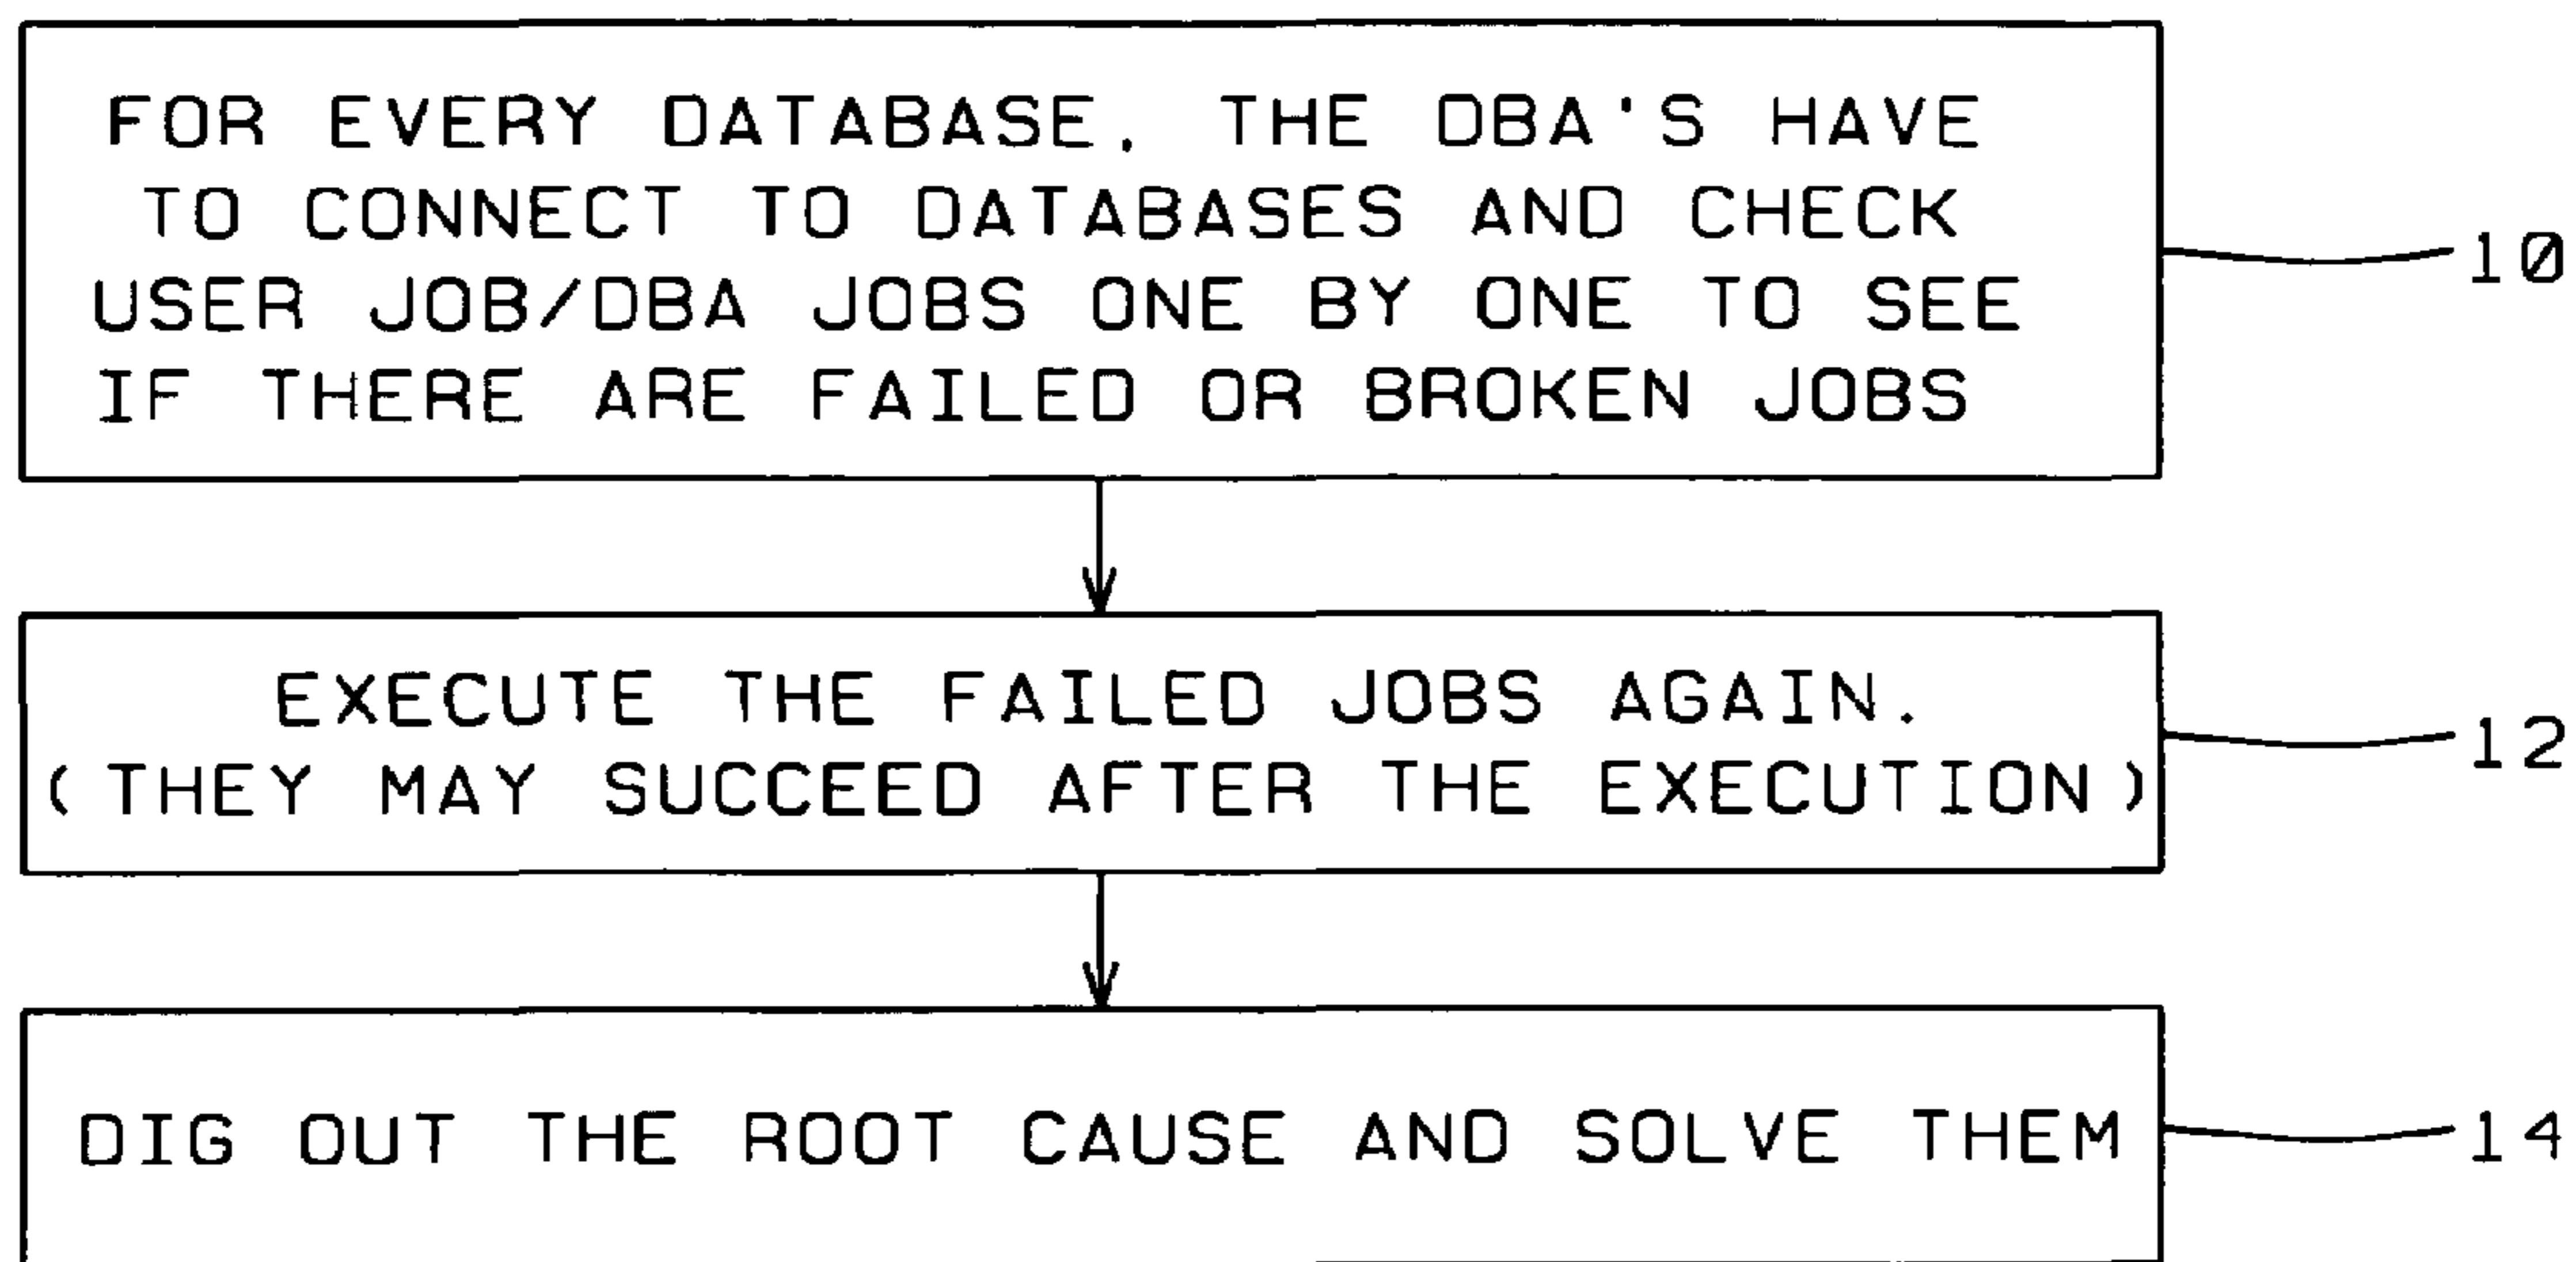 FOR EVERY DATABASE, THE DBA'S HAVE
TO CONNECT TO DATABASES AND CHECK
USER JOB/DBA JOBS ONE BY ONE TO SEE
IF THERE ARE FAILED OR BROKEN JOBS
10
EXECUTE THE FAILED JOBS AGAIN.
(THEY MAY SUCCEED AFTER THE EXECUTION)
12
DIG OUT THE ROOT CAUSE AND SOLVE THEM
14